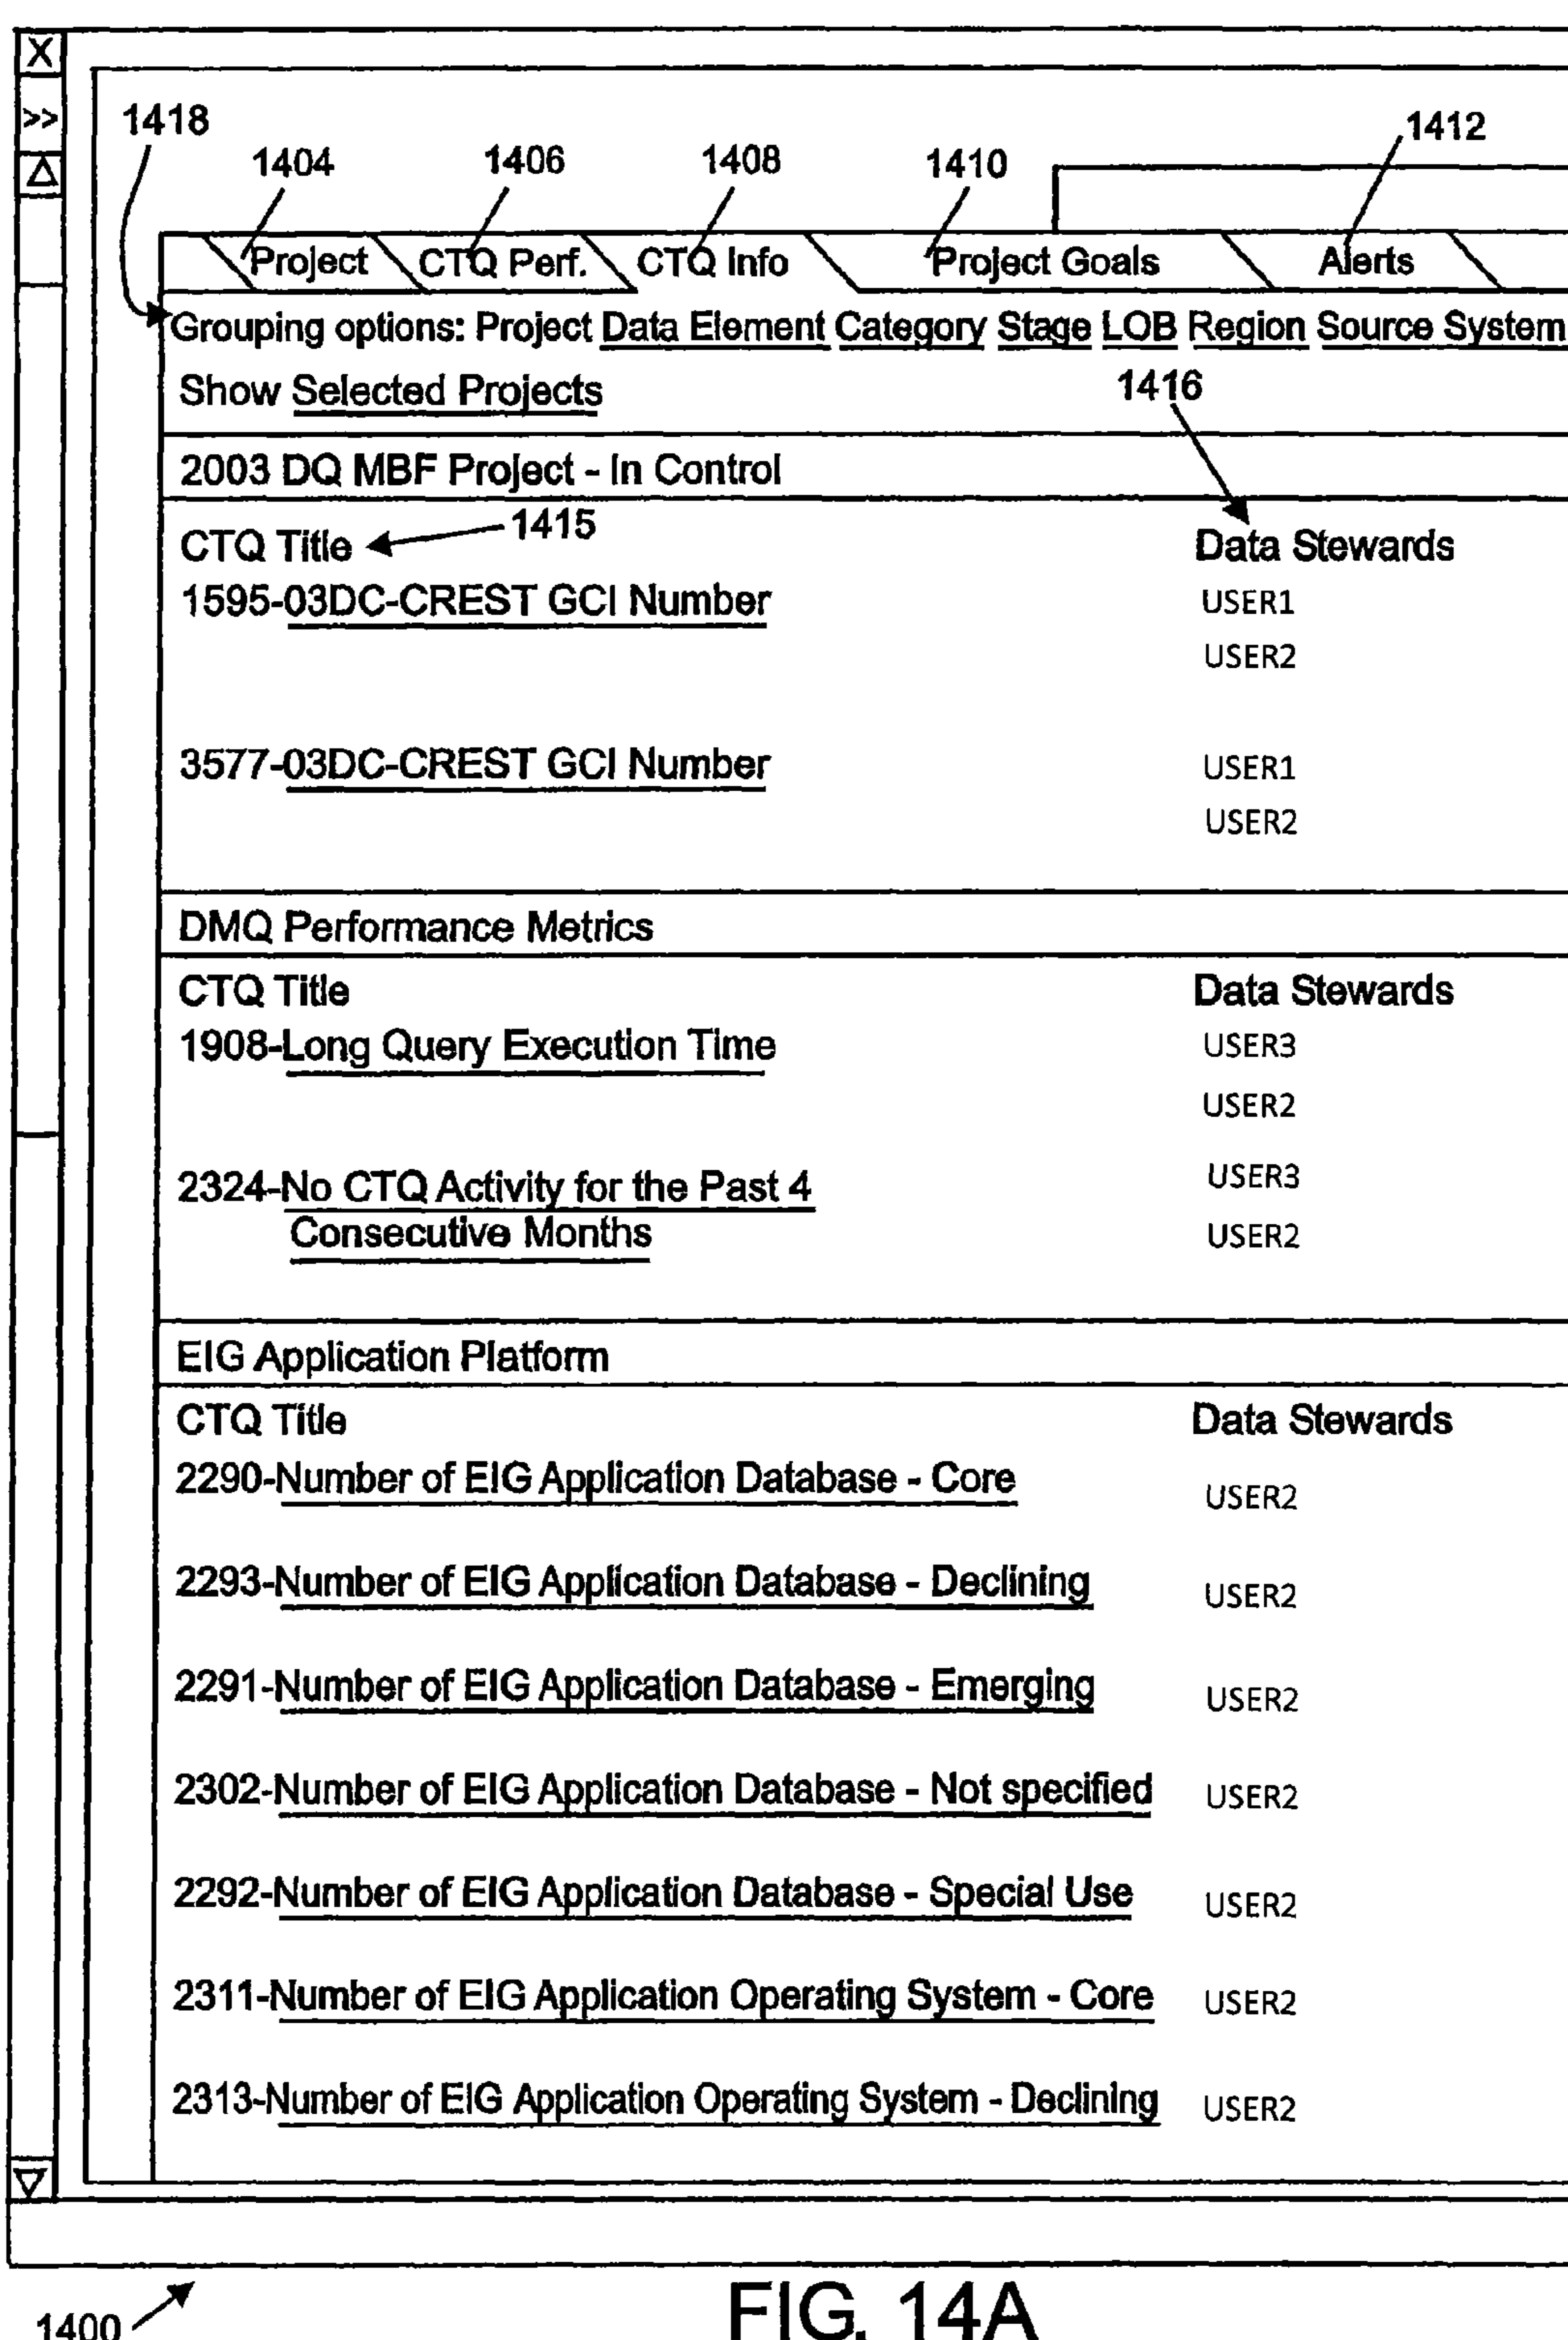 X
>>
1418
1404 1406 1408 1410 1412
Project CTQ Perf. CTQ Info Project Goals Alerts
Grouping options: Project Data Element Category Stage LOB Region Source System
Show Selected Projects
1416
2003 DQ MBF Project - In Control
CTQ Title 1415 Data Stewards
1595-03DC-CREST GCI Number USER1
USER2
3577-03DC-CREST GCI Number USER1
USER2
DMQ Performance Metrics
CTQ Title Data Stewards
1908-Long Query Execution Time USER3
USER2
2324-No CTQ Activity for the Past 4 USER3
Consecutive Months USER2
EIG Application Platform
CTQ Title Data Stewards
2290-Number of EIG Application Database - Core USER2
2293-Number of EIG Application Database - Declining USER2
2291-Number of EIG Application Database - Emerging USER2
2302-Number of EIG Application Database - Not specified USER2
2292-Number of EIG Application Database - Special Use USER2
2311-Number of EIG Application Operating System - Core USER2
2313-Number of EIG Application Operating System - Declining USER2
1400
FIG. 14A